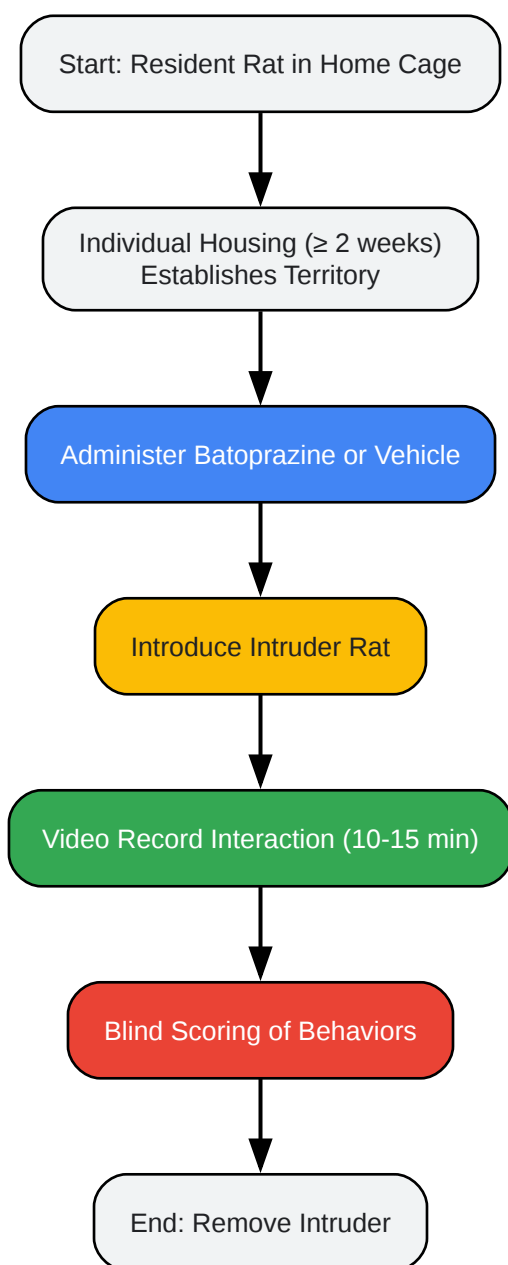 Start: Resident Rat in Home Cage
Individual Housing (≥ 2 weeks)
Establishes Territory
Administer Batoprazine or Vehicle
Introduce Intruder Rat
Video Record Interaction (10-15 min)
Blind Scoring of Behaviors
End: Remove Intruder